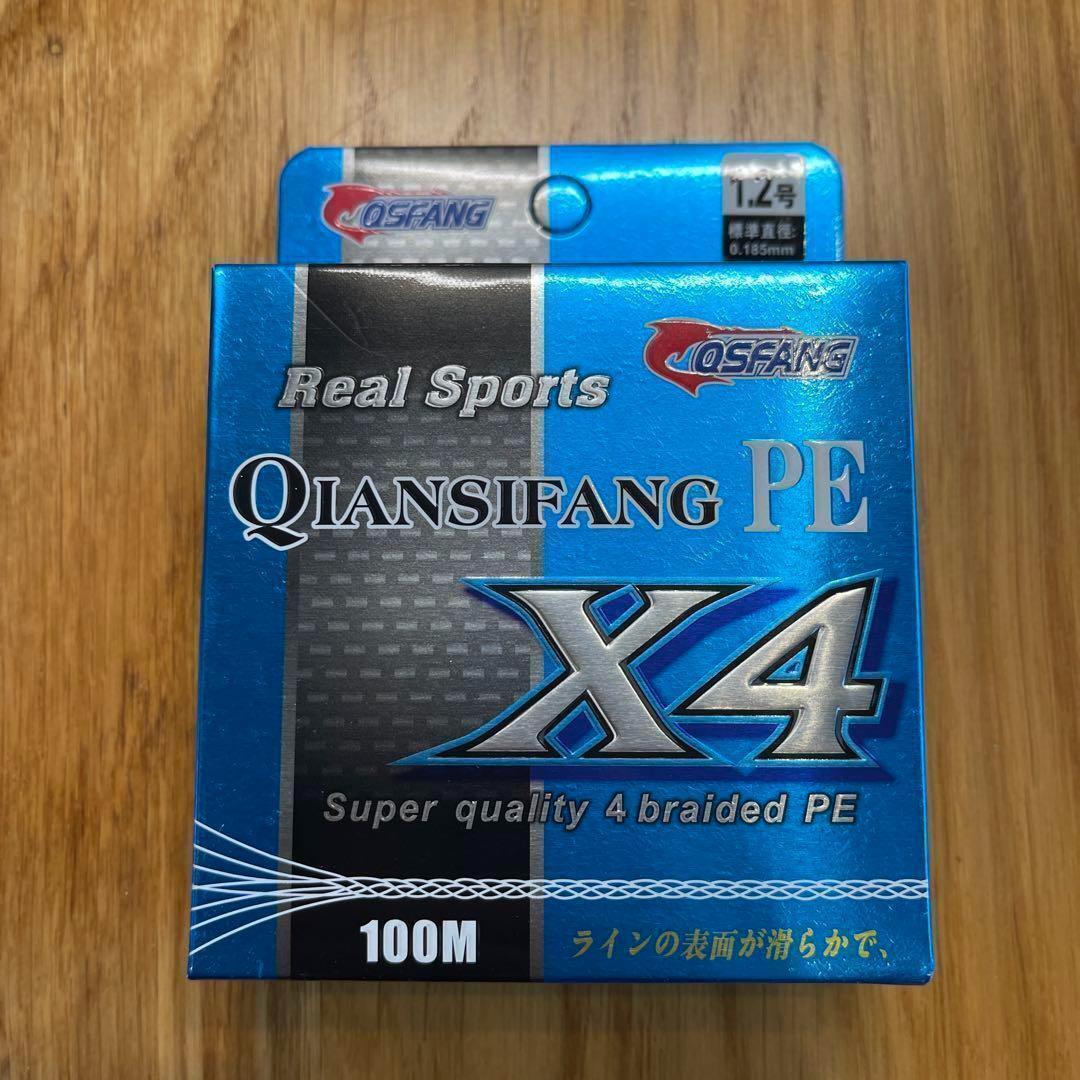 QSFANG
1.2号
標準直徑:
0.185mm
QSFANG
Real Sports
QIANSIFANG PE
X4
Super quality 4 braided PE
100M
ラインの表面が滑らかで、